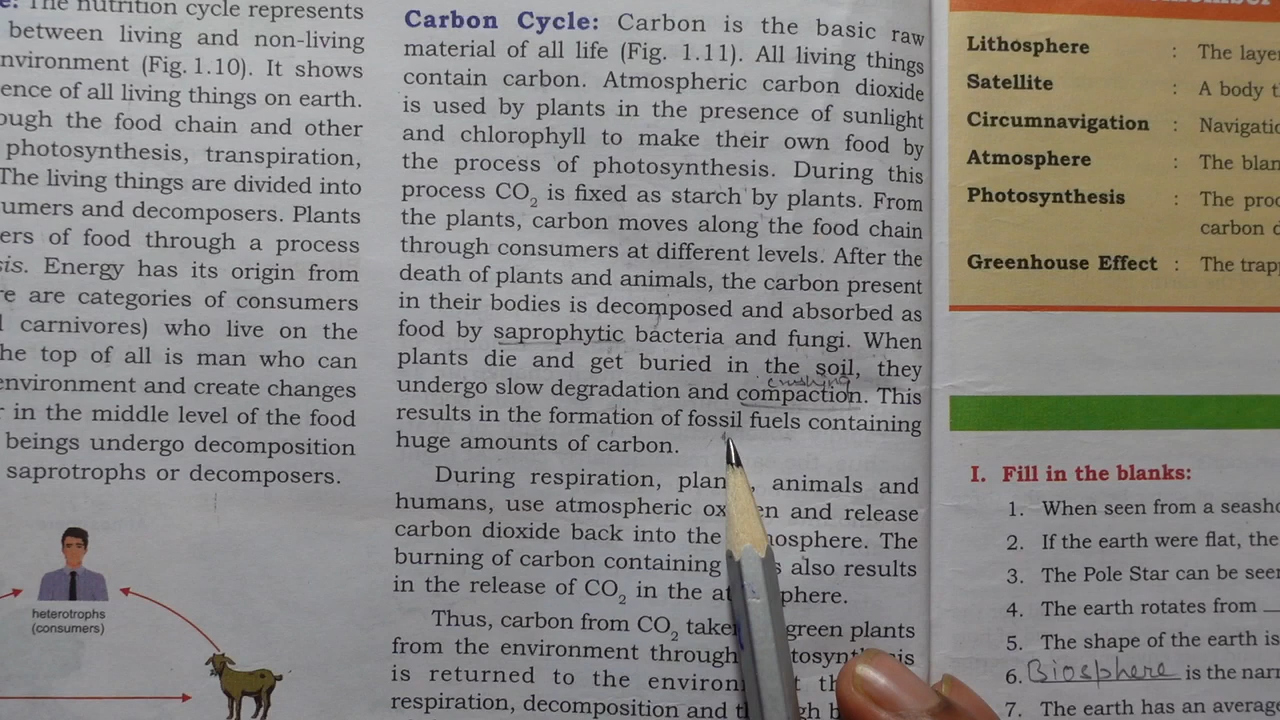 e: The nutrition cycle represents
between living and non-living
nvironment (Fig. 1.10). It shows
ence of all living things on earth.
ough the food chain and other
photosynthesis, transpiration,
The living things are divided into
umers and decomposers. Plants
ers of food through a process
sis. Energy has its origin from
re are categories of consumers
l carnivores) who live on the
he top of all is man who can
environment and create changes
r in the middle level of the food
beings undergo decomposition
saprotrophs or decomposers.
heterotrophs
(consumers)
Carbon Cycle: Carbon is the basic raw
material of all life (Fig. 1.11). All living things
contain carbon. Atmospheric carbon dioxide
is used by plants in the presence of sunlight
and chlorophyll to make their own food by
the process of photosynthesis. During this
process CO₂ is fixed as starch by plants. From
the plants, carbon moves along the food chain
through consumers at different levels. After the
death of plants and animals, the carbon present
in their bodies is decomposed and absorbed as
food by saprophytic bacteria and fungi. When
plants die and get buried in the soil, they
crushing
undergo slow degradation and compaction. This
results in the formation of fossil fuels containing
huge amounts of carbon.
During respiration, plan , animals and
humans, use atmospheric ox en and release
carbon dioxide back into the mosphere. The
burning of carbon containing s also results
in the release of CO₂ in the at sphere.
Thus, carbon from CO₂ take green plants
from the environment through tosynt is
is returned to the environ t th
respiration, decomposition and t gh b
Lithosphere : The laye
Satellite : A body t
Circumnavigation : Navigatio
Atmosphere : The blan
Photosynthesis : The proc
carbon d
Greenhouse Effect : The trapp
I. Fill in the blanks:
1. When seen from a seasho
2. If the earth were flat, the
3. The Pole Star can be seen
4. The earth rotates from
5. The shape of the earth is
6. Biosphere is the nar
7. The earth has an average